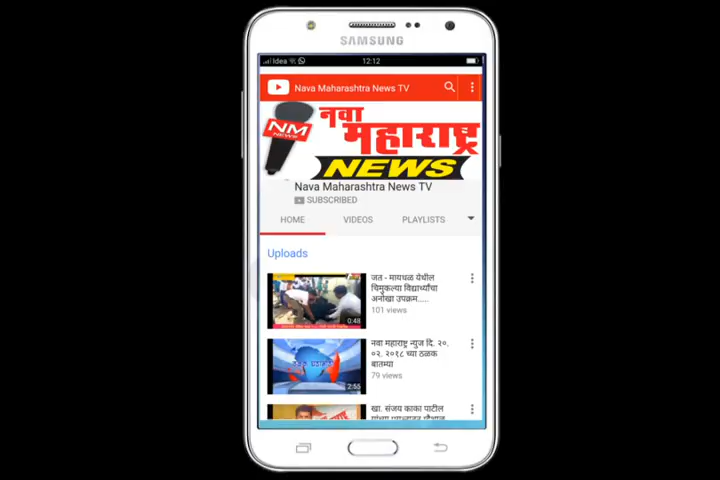 SAMSUNG
Idea
12:12
Nava Maharashtra News TV
NM
NEWS
नवा
महाराष्ट्र
NEWS
Nava Maharashtra News TV
SUBSCRIBED
HOME VIDEOS PLAYLISTS
Uploads
जत - मायथळ येथील
चिमुकल्या विद्यार्थ्यांचा
अनोखा उपक्रम.....
101 views
0:48
नवा महाराष्ट्र न्युज दि. २०.
०२. २०१८ च्या ठळक
बातम्या
79 views
2:55
खा. संजय काका पाटील